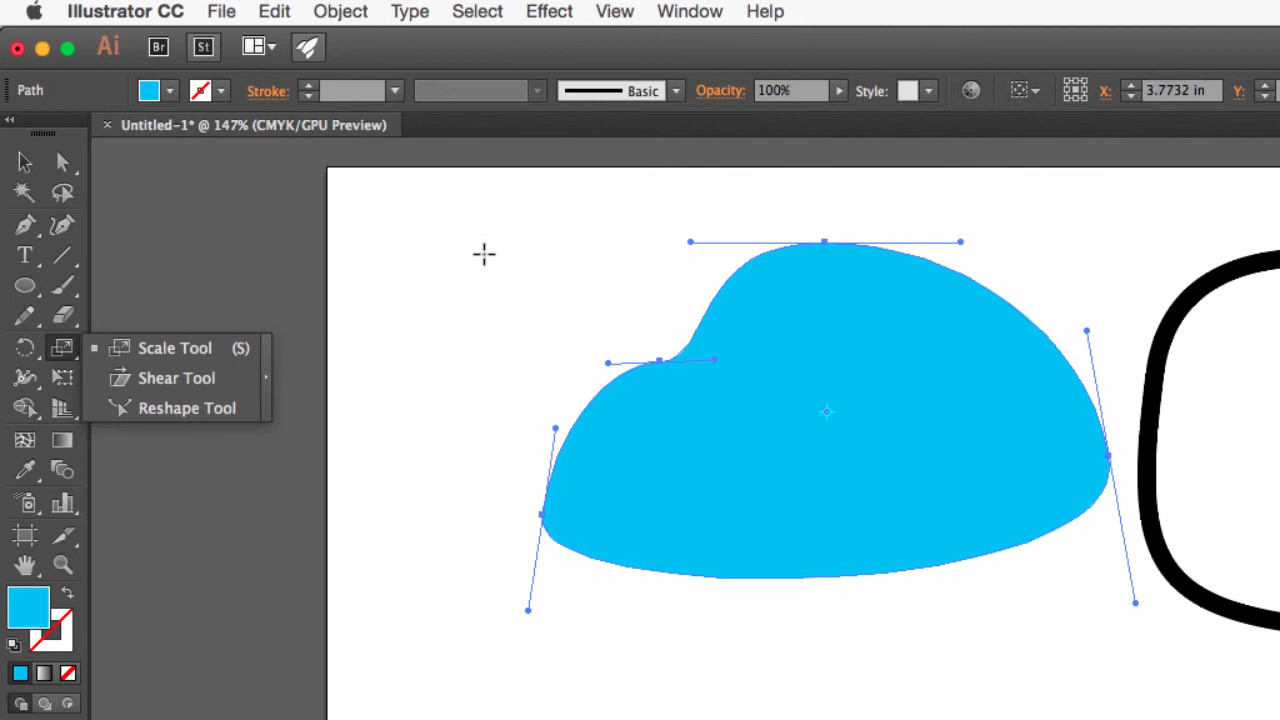 Illustrator CC File Edit Object Type Select Effect View Window Help
Ai Br St
Path Stroke: Basic Opacity: 100% Style: X: 3.7732 in Y:
× Untitled-1* @ 147% (CMYK/GPU Preview)
T
Scale Tool (S)
Shear Tool
Reshape Tool